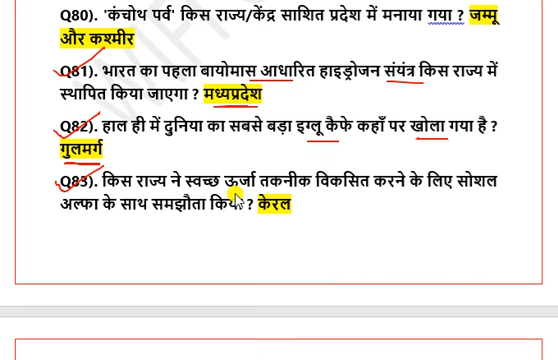 Q80). 'कंचोथ पर्व' किस राज्य/केंद्र साशित प्रदेश में मनाया गया ? जम्मू
और कश्मीर
Q81). भारत का पहला बायोमास आधारित हाइड्रोजन संयंत्र किस राज्य में
स्थापित किया जाएगा ? मध्यप्रदेश
Q82). हाल ही में दुनिया का सबसे बड़ा इग्लू कैफे कहाँ पर खोला गया है ?
गुलमर्ग
Q83). किस राज्य ने स्वच्छ ऊर्जा तकनीक विकसित करने के लिए सोशल
अल्फा के साथ समझौता किया ? केरल